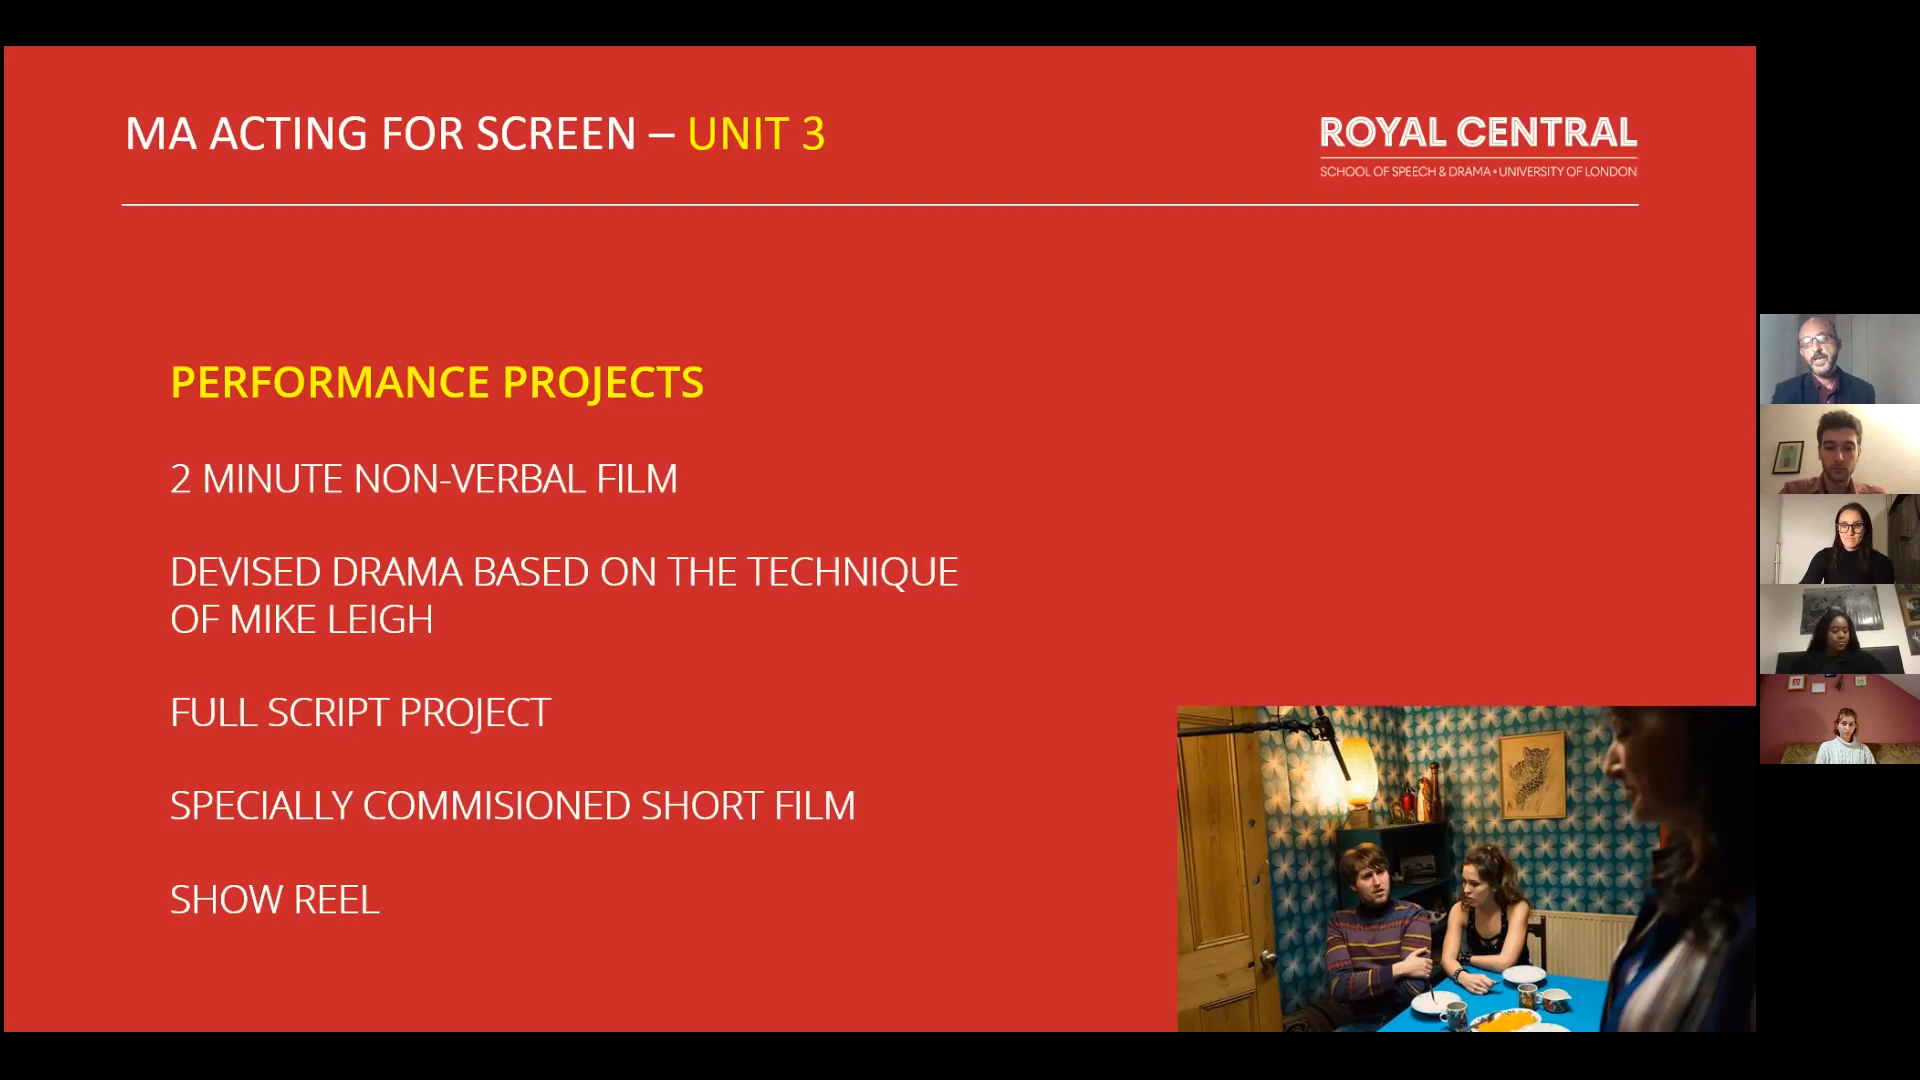 MA ACTING FOR SCREEN – UNIT 3
ROYAL CENTRAL
SCHOOL OF SPEECH & DRAMA • UNIVERSITY OF LONDON
PERFORMANCE PROJECTS
2 MINUTE NON-VERBAL FILM
DEVISED DRAMA BASED ON THE TECHNIQUE
OF MIKE LEIGH
FULL SCRIPT PROJECT
SPECIALLY COMMISIONED SHORT FILM
SHOW REEL